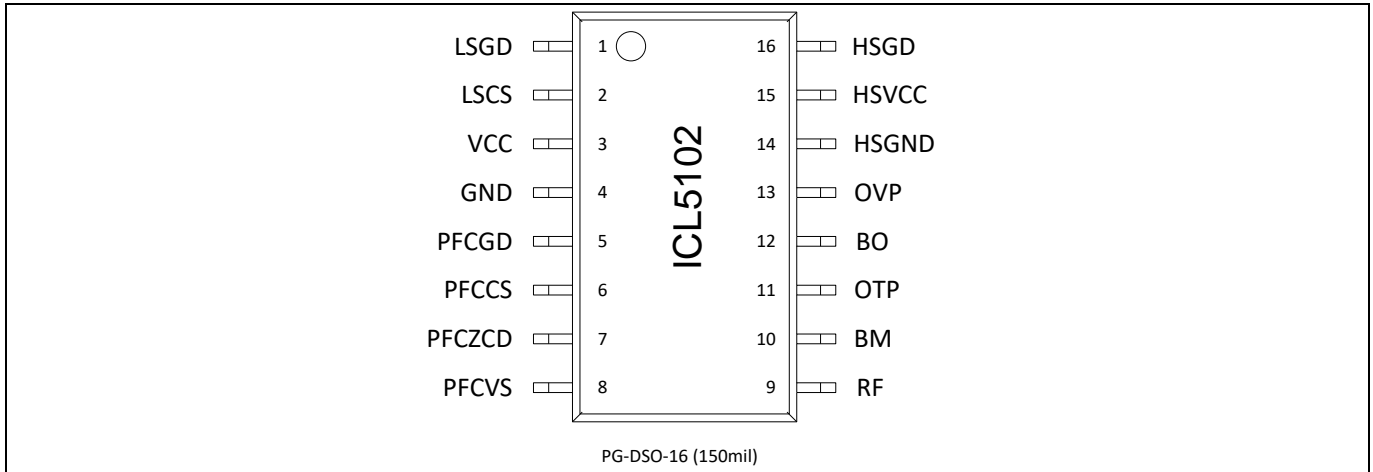 LSGD 1 16 HSGD
LSCS 2 15 HSVCC
VCC 3 14 HSGND
GND 4 13 OVP
PFCGD 5 12 BO
PFCCS 6 11 OTP
PFCZCD 7 10 BM
PFCVS 8 9 RF
ICL5102
PG-DSO-16 (150mil)